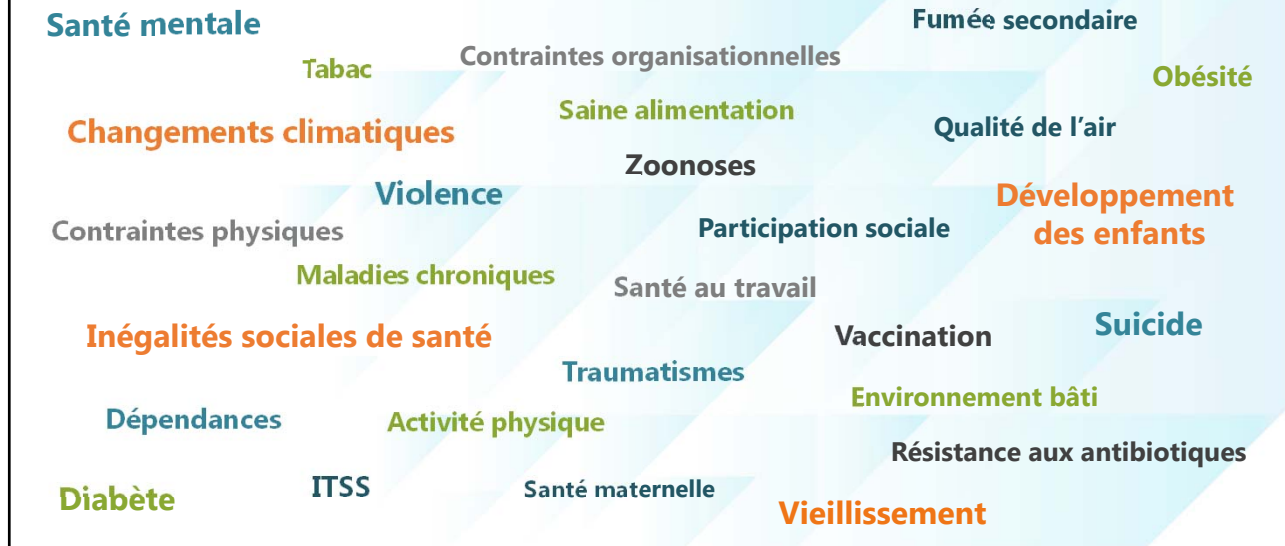 Santé mentale
Fumée secondaire
Contraintes organisationnelles
Tabac
Obésité
Saine alimentation
Changements climatiques
Qualité de l'air
Zoonoses
Violence
Développement
des enfants
Contraintes physiques
Participation sociale
Maladies chroniques
Santé au travail
Inégalités sociales de santé
Vaccination
Suicide
Traumatismes
Environnement bâti
Dépendances
Activité physique
Résistance aux antibiotiques
Diabète
ITSS
Santé maternelle
Vieillissement